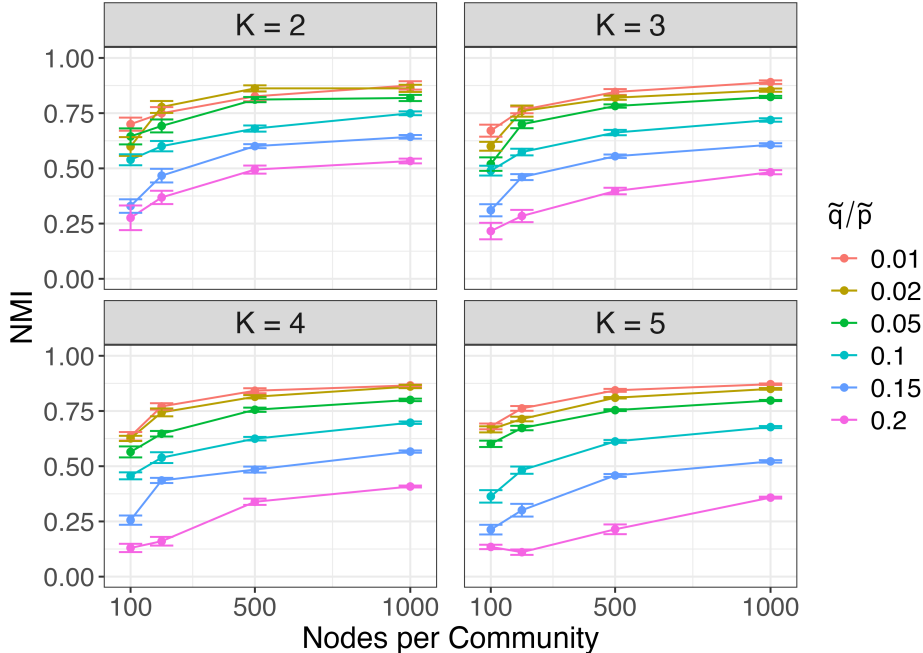 K = 2
K = 3
1.00
0.75
0.50
0.25
0.00
K = 4
K = 5
1.00
0.75
0.50
0.25
0.00
100 500 1000
100 500 1000
Nodes per Community
NMI
q̃/p̃
0.01
0.02
0.05
0.1
0.15
0.2